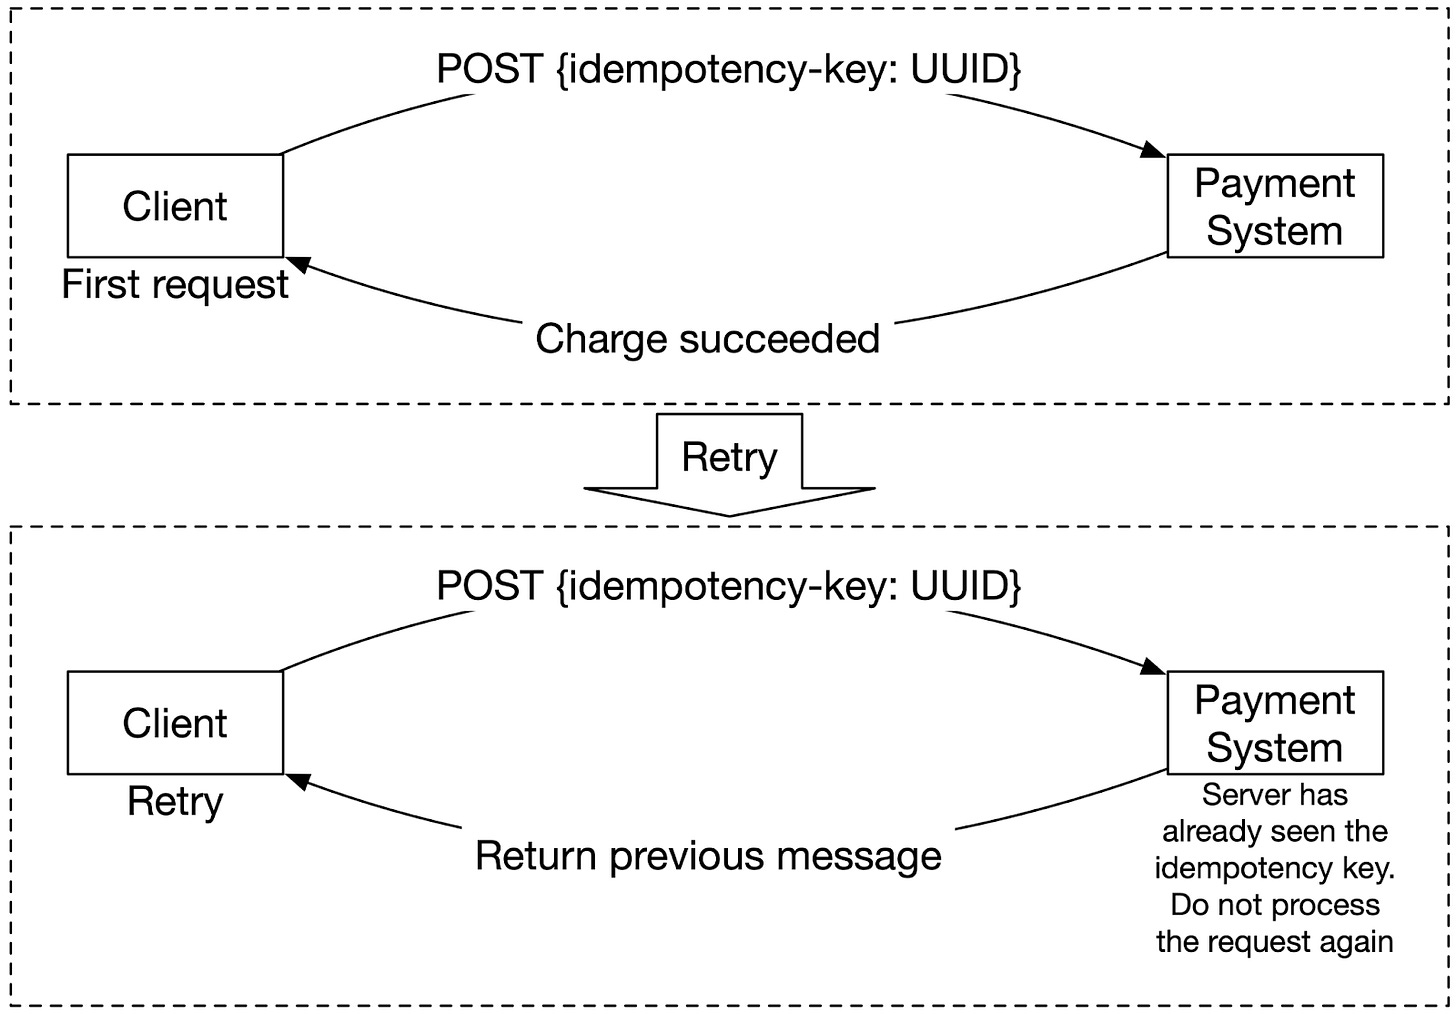 POST {idempotency-key: UUID}
Client
Payment
System
First request
Charge succeeded
Retry
POST {idempotency-key: UUID}
Client
Payment
System
Retry
Return previous message
Server has
already seen the
idempotency key.
Do not process
the request again